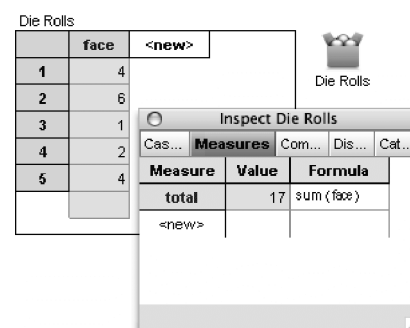 Die Rolls
face <new>
1 4
2 6
3 1
4 2
5 4
Die Rolls
Inspect Die Rolls
Cas... Measures Com... Dis... Cat...
Measure Value Formula
total 17 sum (face)
<new>